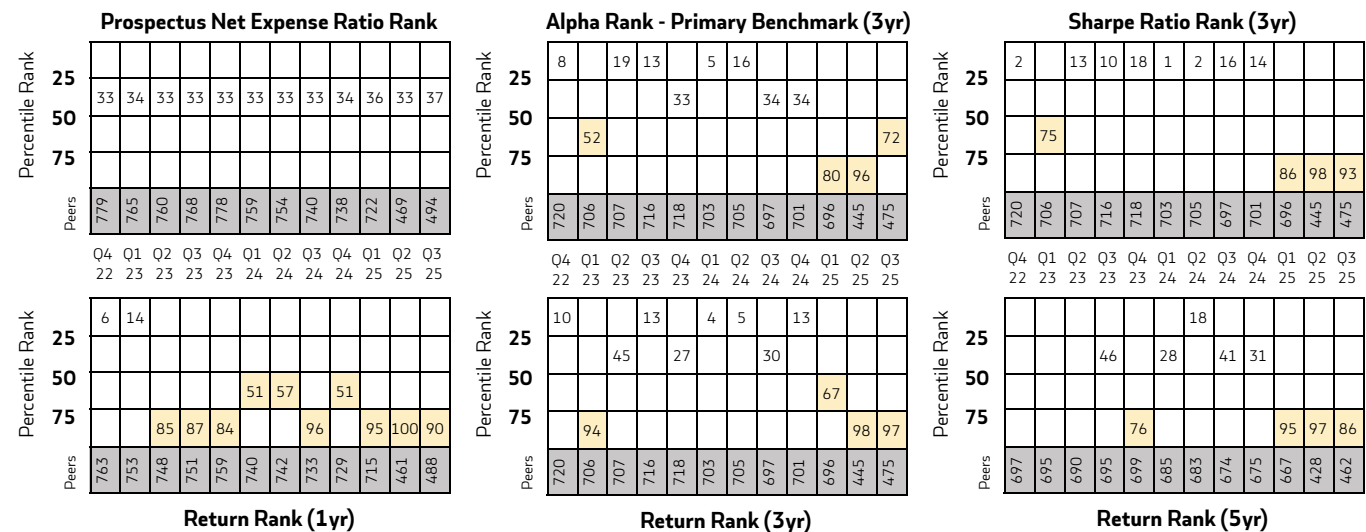 Prospectus Net Expense Ratio Rank
Percentile Rank
25
50
75
33 34 33 33 33 33 33 33 34 36 33 37
Peers
779 765 760 768 778 759 754 740 738 722 469 494
Q4 Q1 Q2 Q3 Q4 Q1 Q2 Q3 Q4 Q1 Q2 Q3
22 23 23 23 23 24 24 24 24 25 25 25
Alpha Rank - Primary Benchmark (3yr)
Percentile Rank
8 19 13 5 16
25
33 34 34
50
52 72
75
80 96
Peers
720 706 707 716 718 703 705 697 701 696 445 475
Q4 Q1 Q2 Q3 Q4 Q1 Q2 Q3 Q4 Q1 Q2 Q3
22 23 23 23 23 24 24 24 24 25 25 25
Sharpe Ratio Rank (3yr)
Percentile Rank
2 13 10 18 1 2 16 14
25
50
75
75
86 98 93
Peers
720 706 707 716 718 703 705 697 701 696 445 475
Q4 Q1 Q2 Q3 Q4 Q1 Q2 Q3 Q4 Q1 Q2 Q3
22 23 23 23 23 24 24 24 24 25 25 25
Percentile Rank
6 14
25
50
51 57 51
75
85 87 84 96 95 100 90
Peers
763 753 748 751 759 740 742 733 729 715 461 488
Return Rank (1yr)
Percentile Rank
10 13 4 5 13
25
45 27 30
50
67
75
94 98 97
Peers
720 706 707 716 718 703 705 697 701 696 445 475
Return Rank (3yr)
Percentile Rank
18
25
46 28 41 31
50
75
76 95 97 86
Peers
697 695 690 695 699 685 683 674 675 667 428 462
Return Rank (5yr)